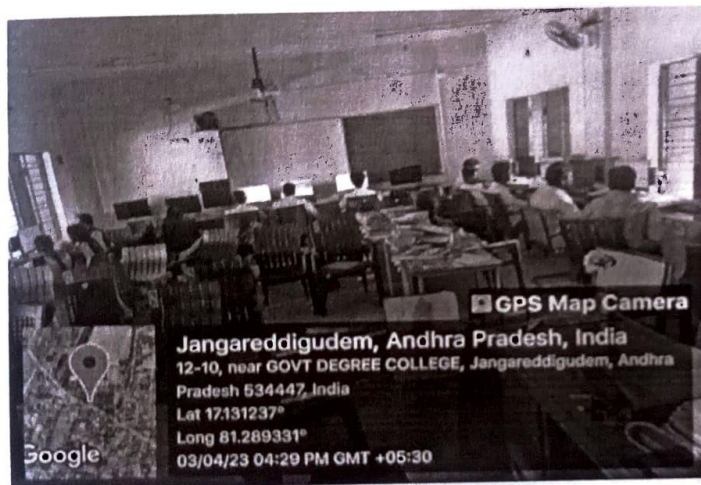 GPS Map Camera
Jangareddigudem, Andhra Pradesh, India
12-10, near GOVT DEGREE COLLEGE, Jangareddigudem, Andhra
Pradesh 534447, India
Lat 17.131237°
Long 81.289331°
03/04/23 04:29 PM GMT +05:30
Google